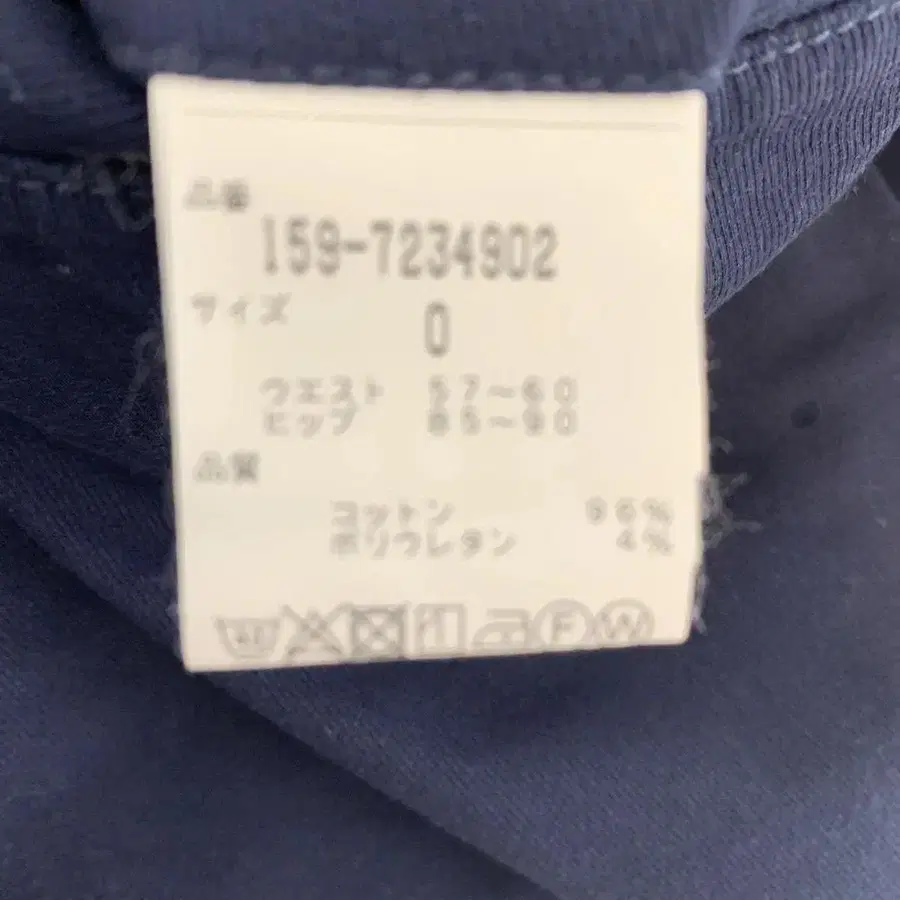 品番
159-7234902
サイズ
0
ウエスト 57~60
ヒップ 85~90
品質
コットン 96%
ポリウレタン 4%
F W